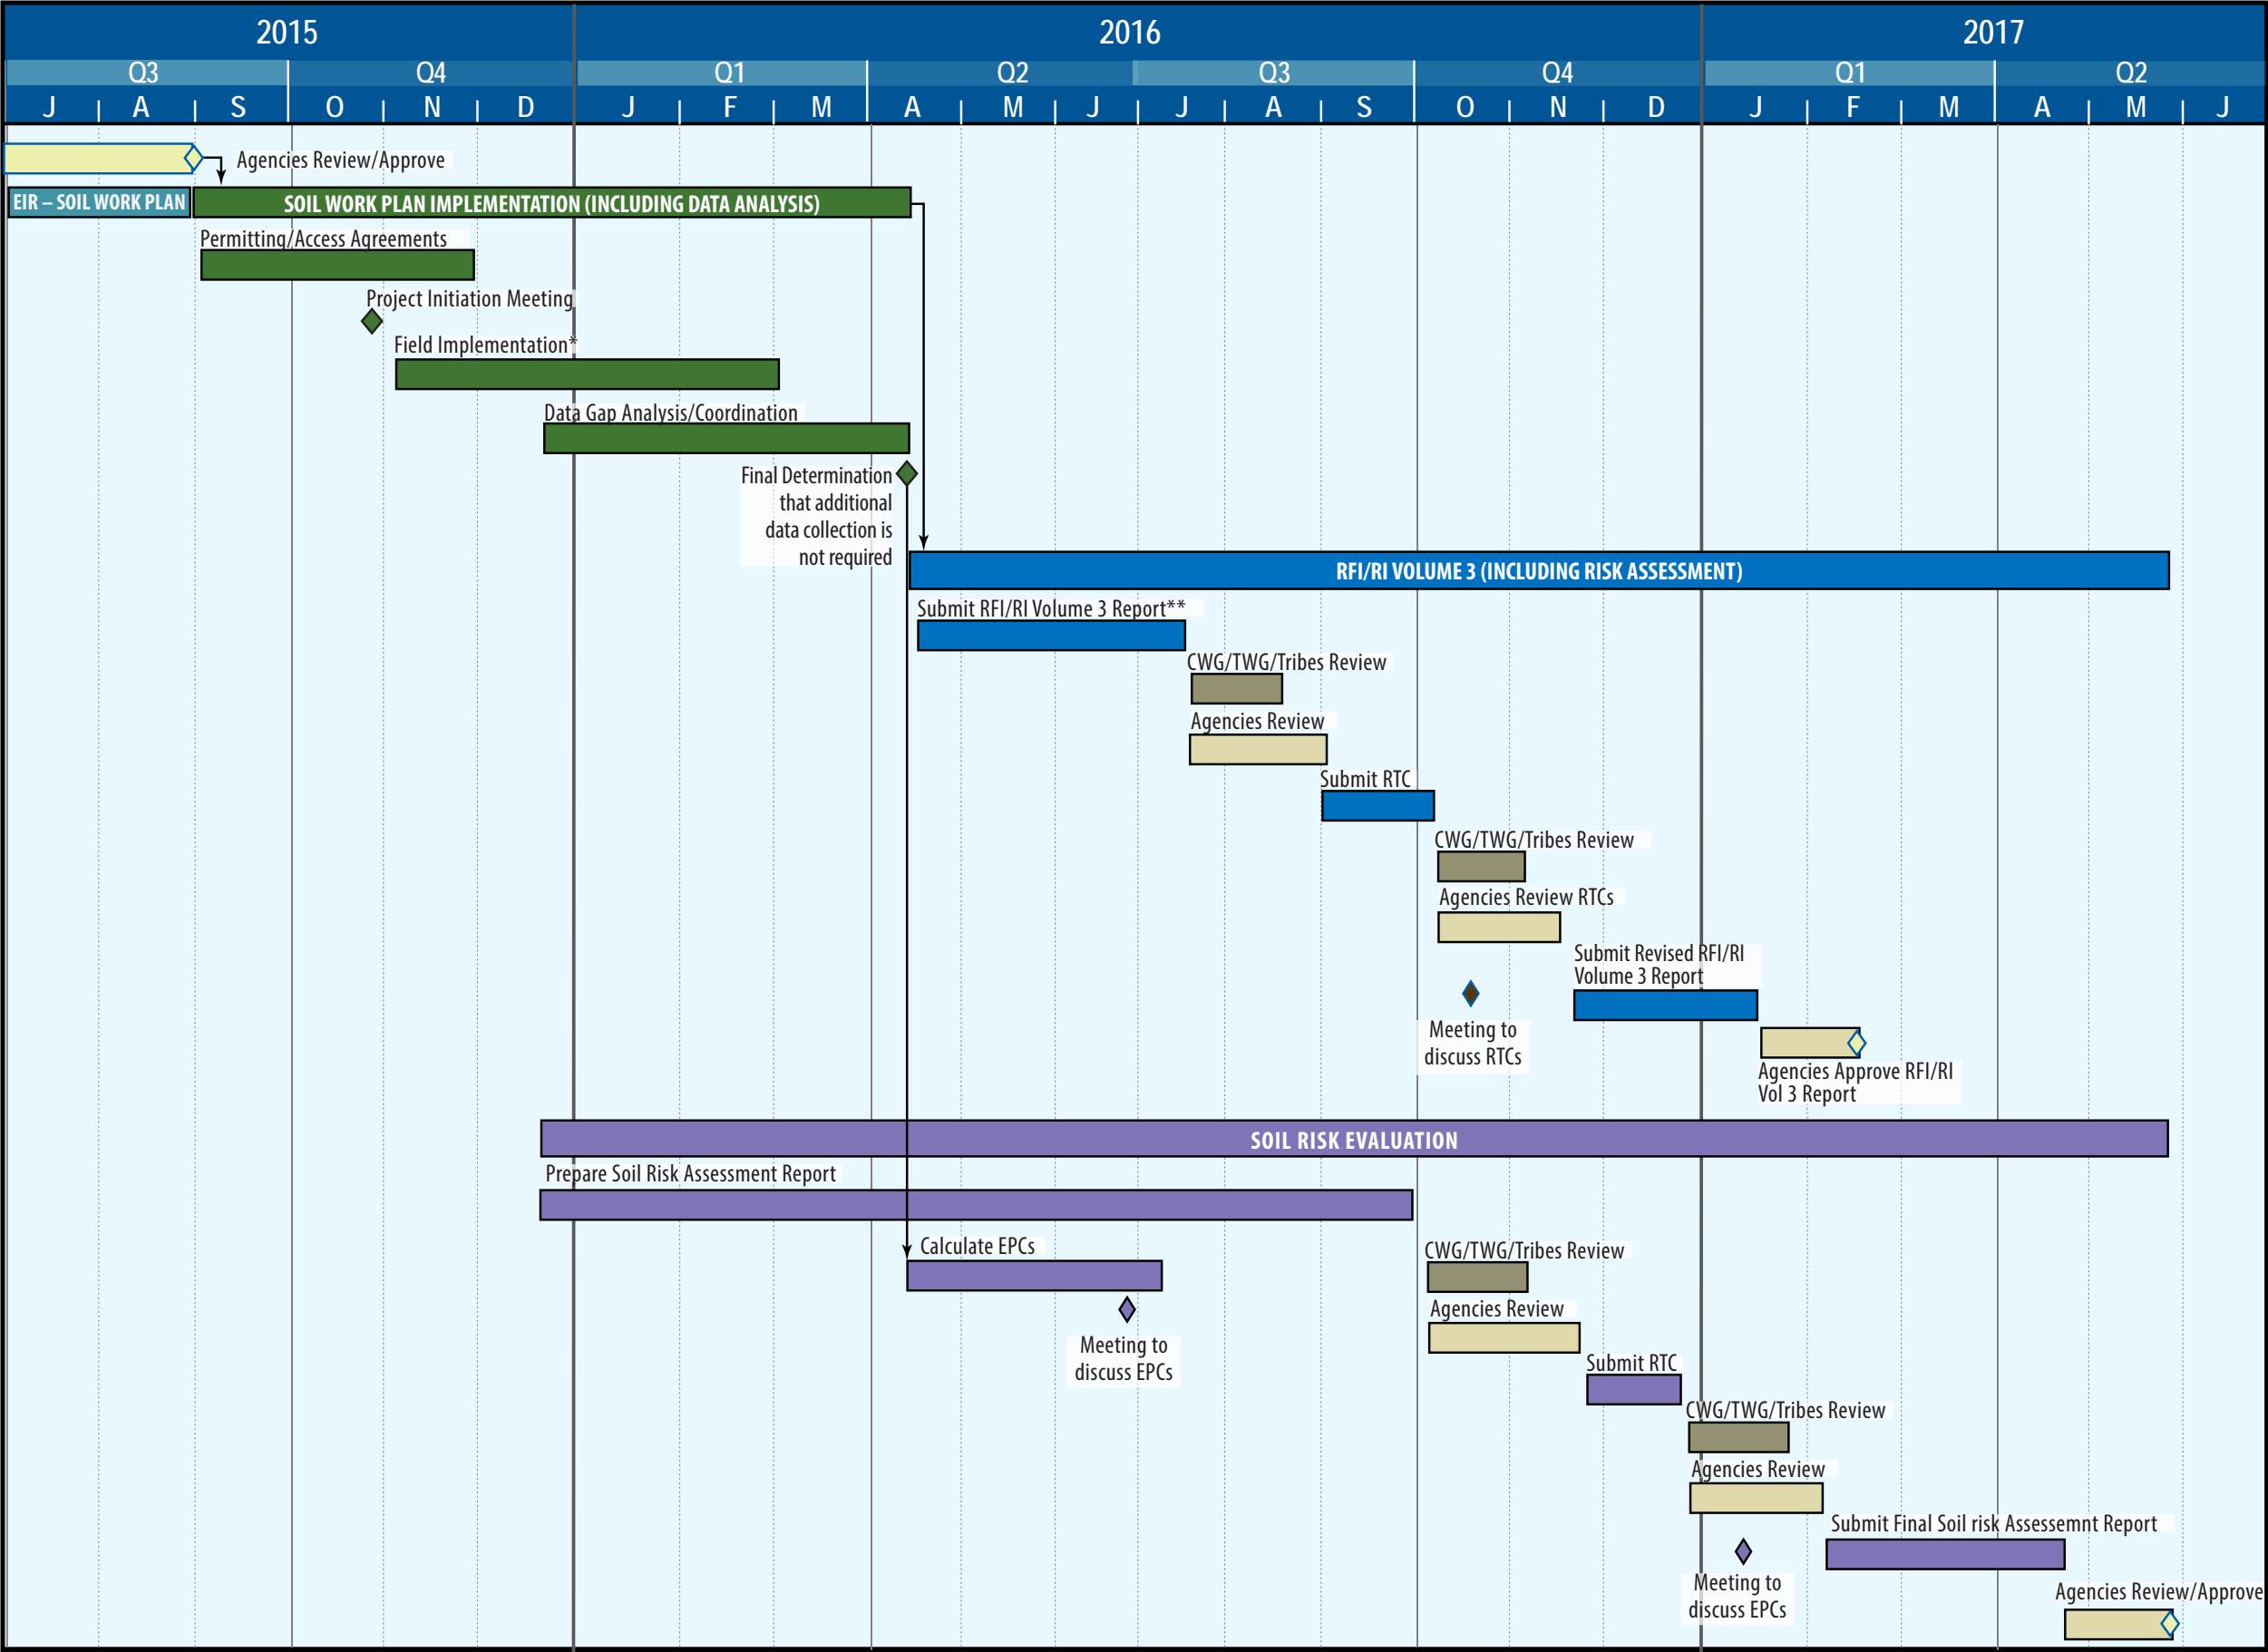 2015 2016 2017
Q3 Q4 Q1 Q2 Q3 Q4 Q1 Q2
J A S O N D J F M A M J J A S O N D J F M A M J
Agencies Review/Approve
EIR – SOIL WORK PLAN
SOIL WORK PLAN IMPLEMENTATION (INCLUDING DATA ANALYSIS)
Permitting/Access Agreements
Project Initiation Meeting
Field Implementation*
Data Gap Analysis/Coordination
Final Determination
that additional
data collection is
not required
RFI/RI VOLUME 3 (INCLUDING RISK ASSESSMENT)
Submit RFI/RI Volume 3 Report**
CWG/TWG/Tribes Review
Agencies Review
Submit RTC
CWG/TWG/Tribes Review
Agencies Review RTCs
Submit Revised RFI/RI
Volume 3 Report
Meeting to
discuss RTCs
Agencies Approve RFI/RI
Vol 3 Report
SOIL RISK EVALUATION
Prepare Soil Risk Assessment Report
Calculate EPCs
Meeting to
discuss EPCs
CWG/TWG/Tribes Review
Agencies Review
Submit RTC
CWG/TWG/Tribes Review
Agencies Review
Submit Final Soil risk Assessemnt Report
Meeting to
discuss EPCs
Agencies Review/Approve